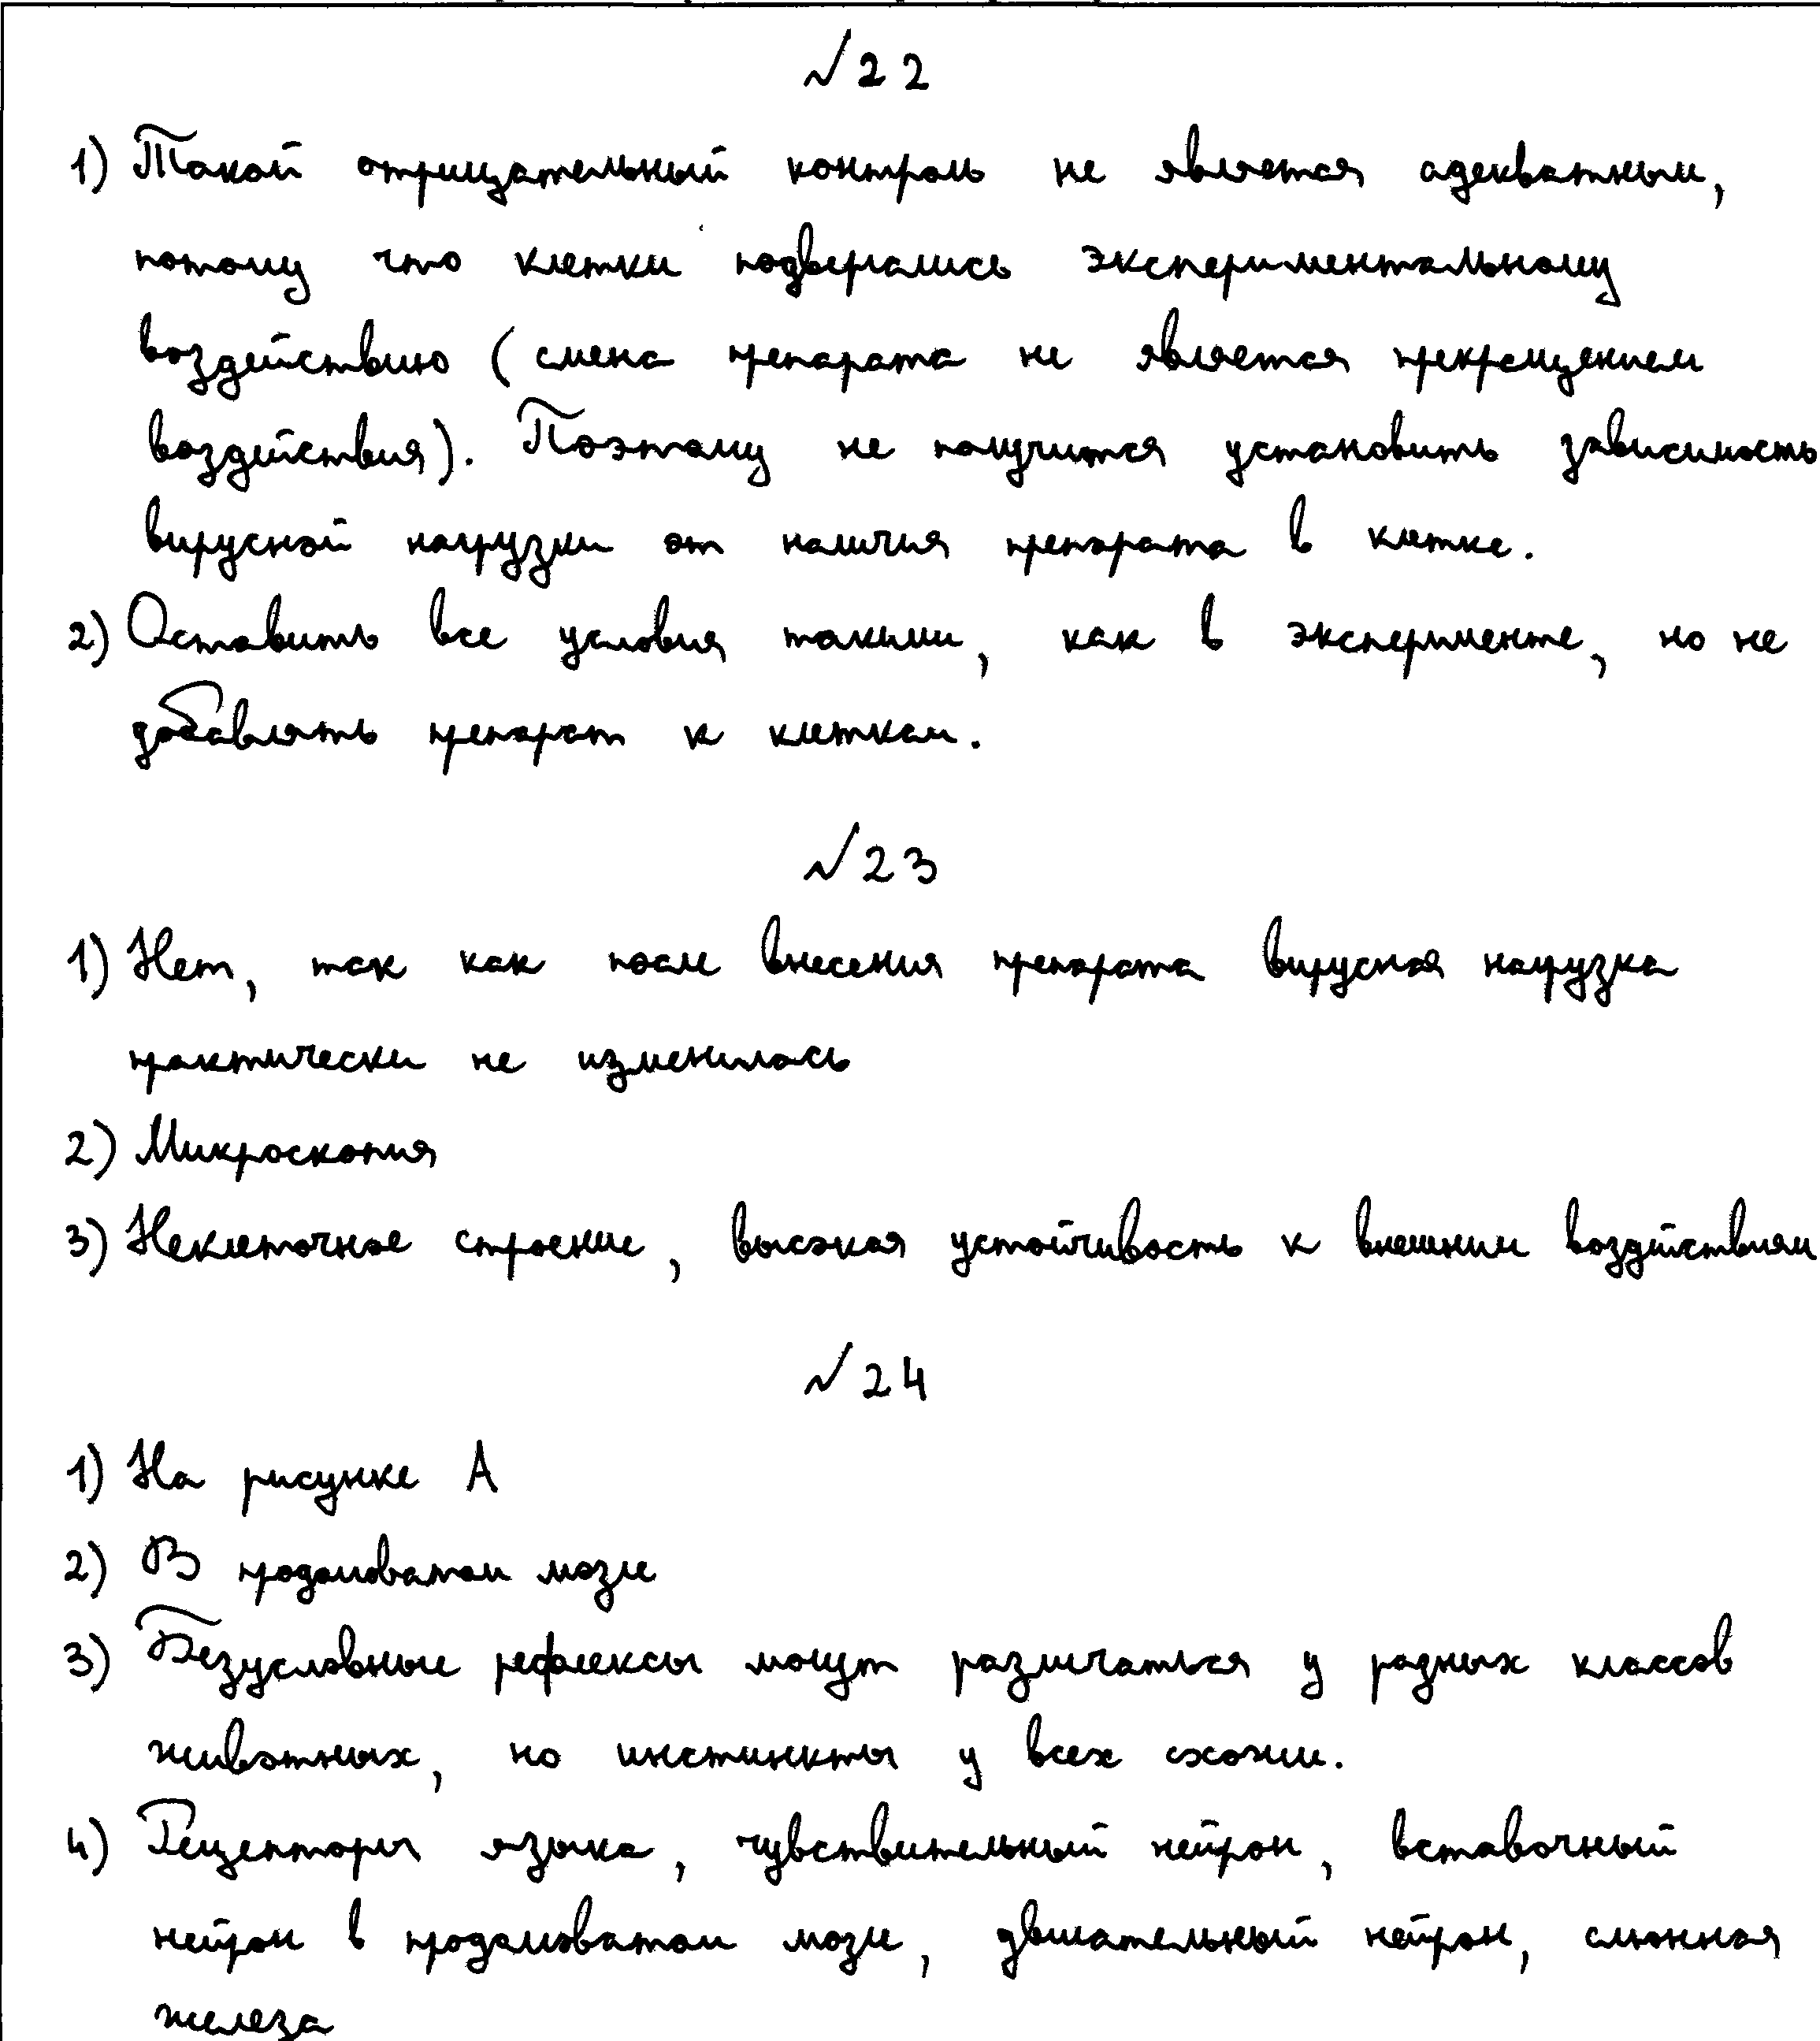 √22
1) Такой отрицательный контроль не является адекватным,
потому что клетки подвергались экспериментальному
воздействию (смена препарата не является прекращением
воздействия). Поэтому не получится установить зависимость
вирусной нагрузки от наличия препарата в клетке.
2) Оставить все условия такими, как в эксперименте, но не
добавлять препарат к клеткам.
√23
1) Нет, так как после внесения препарата вирусная нагрузка
практически не изменилась
2) Микроскопия
3) Неклеточное строение, высокая устойчивость к внешним воздействиям
√24
1) На рисунке А
2) В продолговатом мозге
3) Безусловные рефлексы могут различаться у разных классов
животных, но инстинкты у всех схожи.
4) Рецепторы языка, чувствительный нейрон, вставочный
нейрон в продолговатом мозге, двигательный нейрон, слюнная
железа